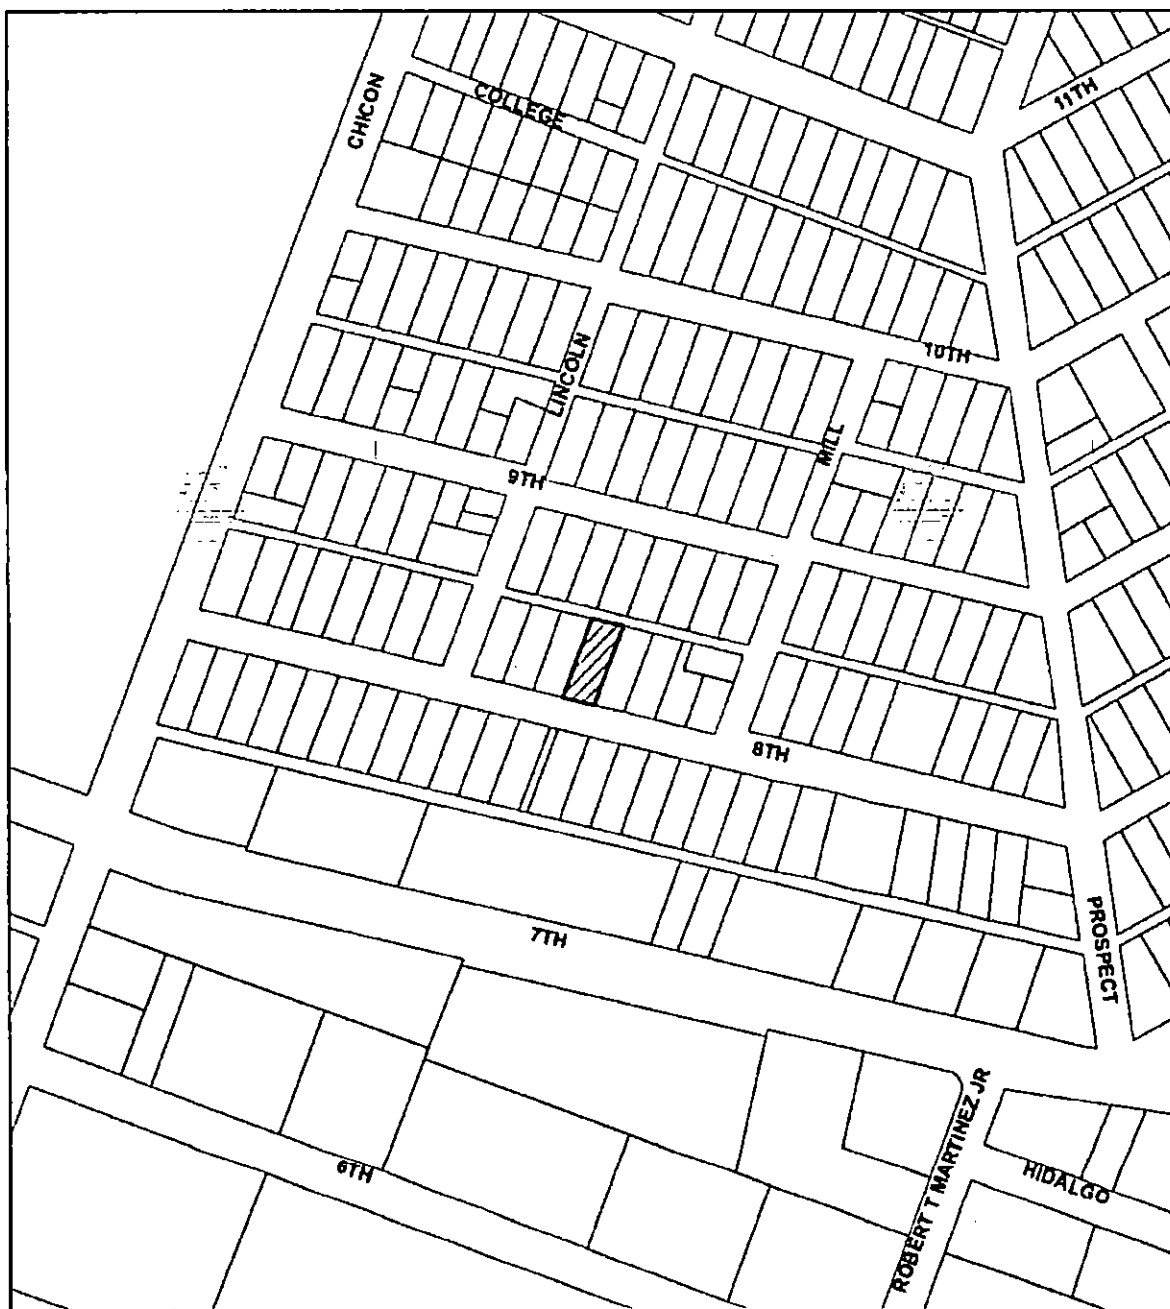 CHICON
COLLEGE
11TH
10TH
LINCOLN
MILL
9TH
8TH
7TH
PROSPECT
6TH
ROBERT T MARTINEZ JR
HIDALGO